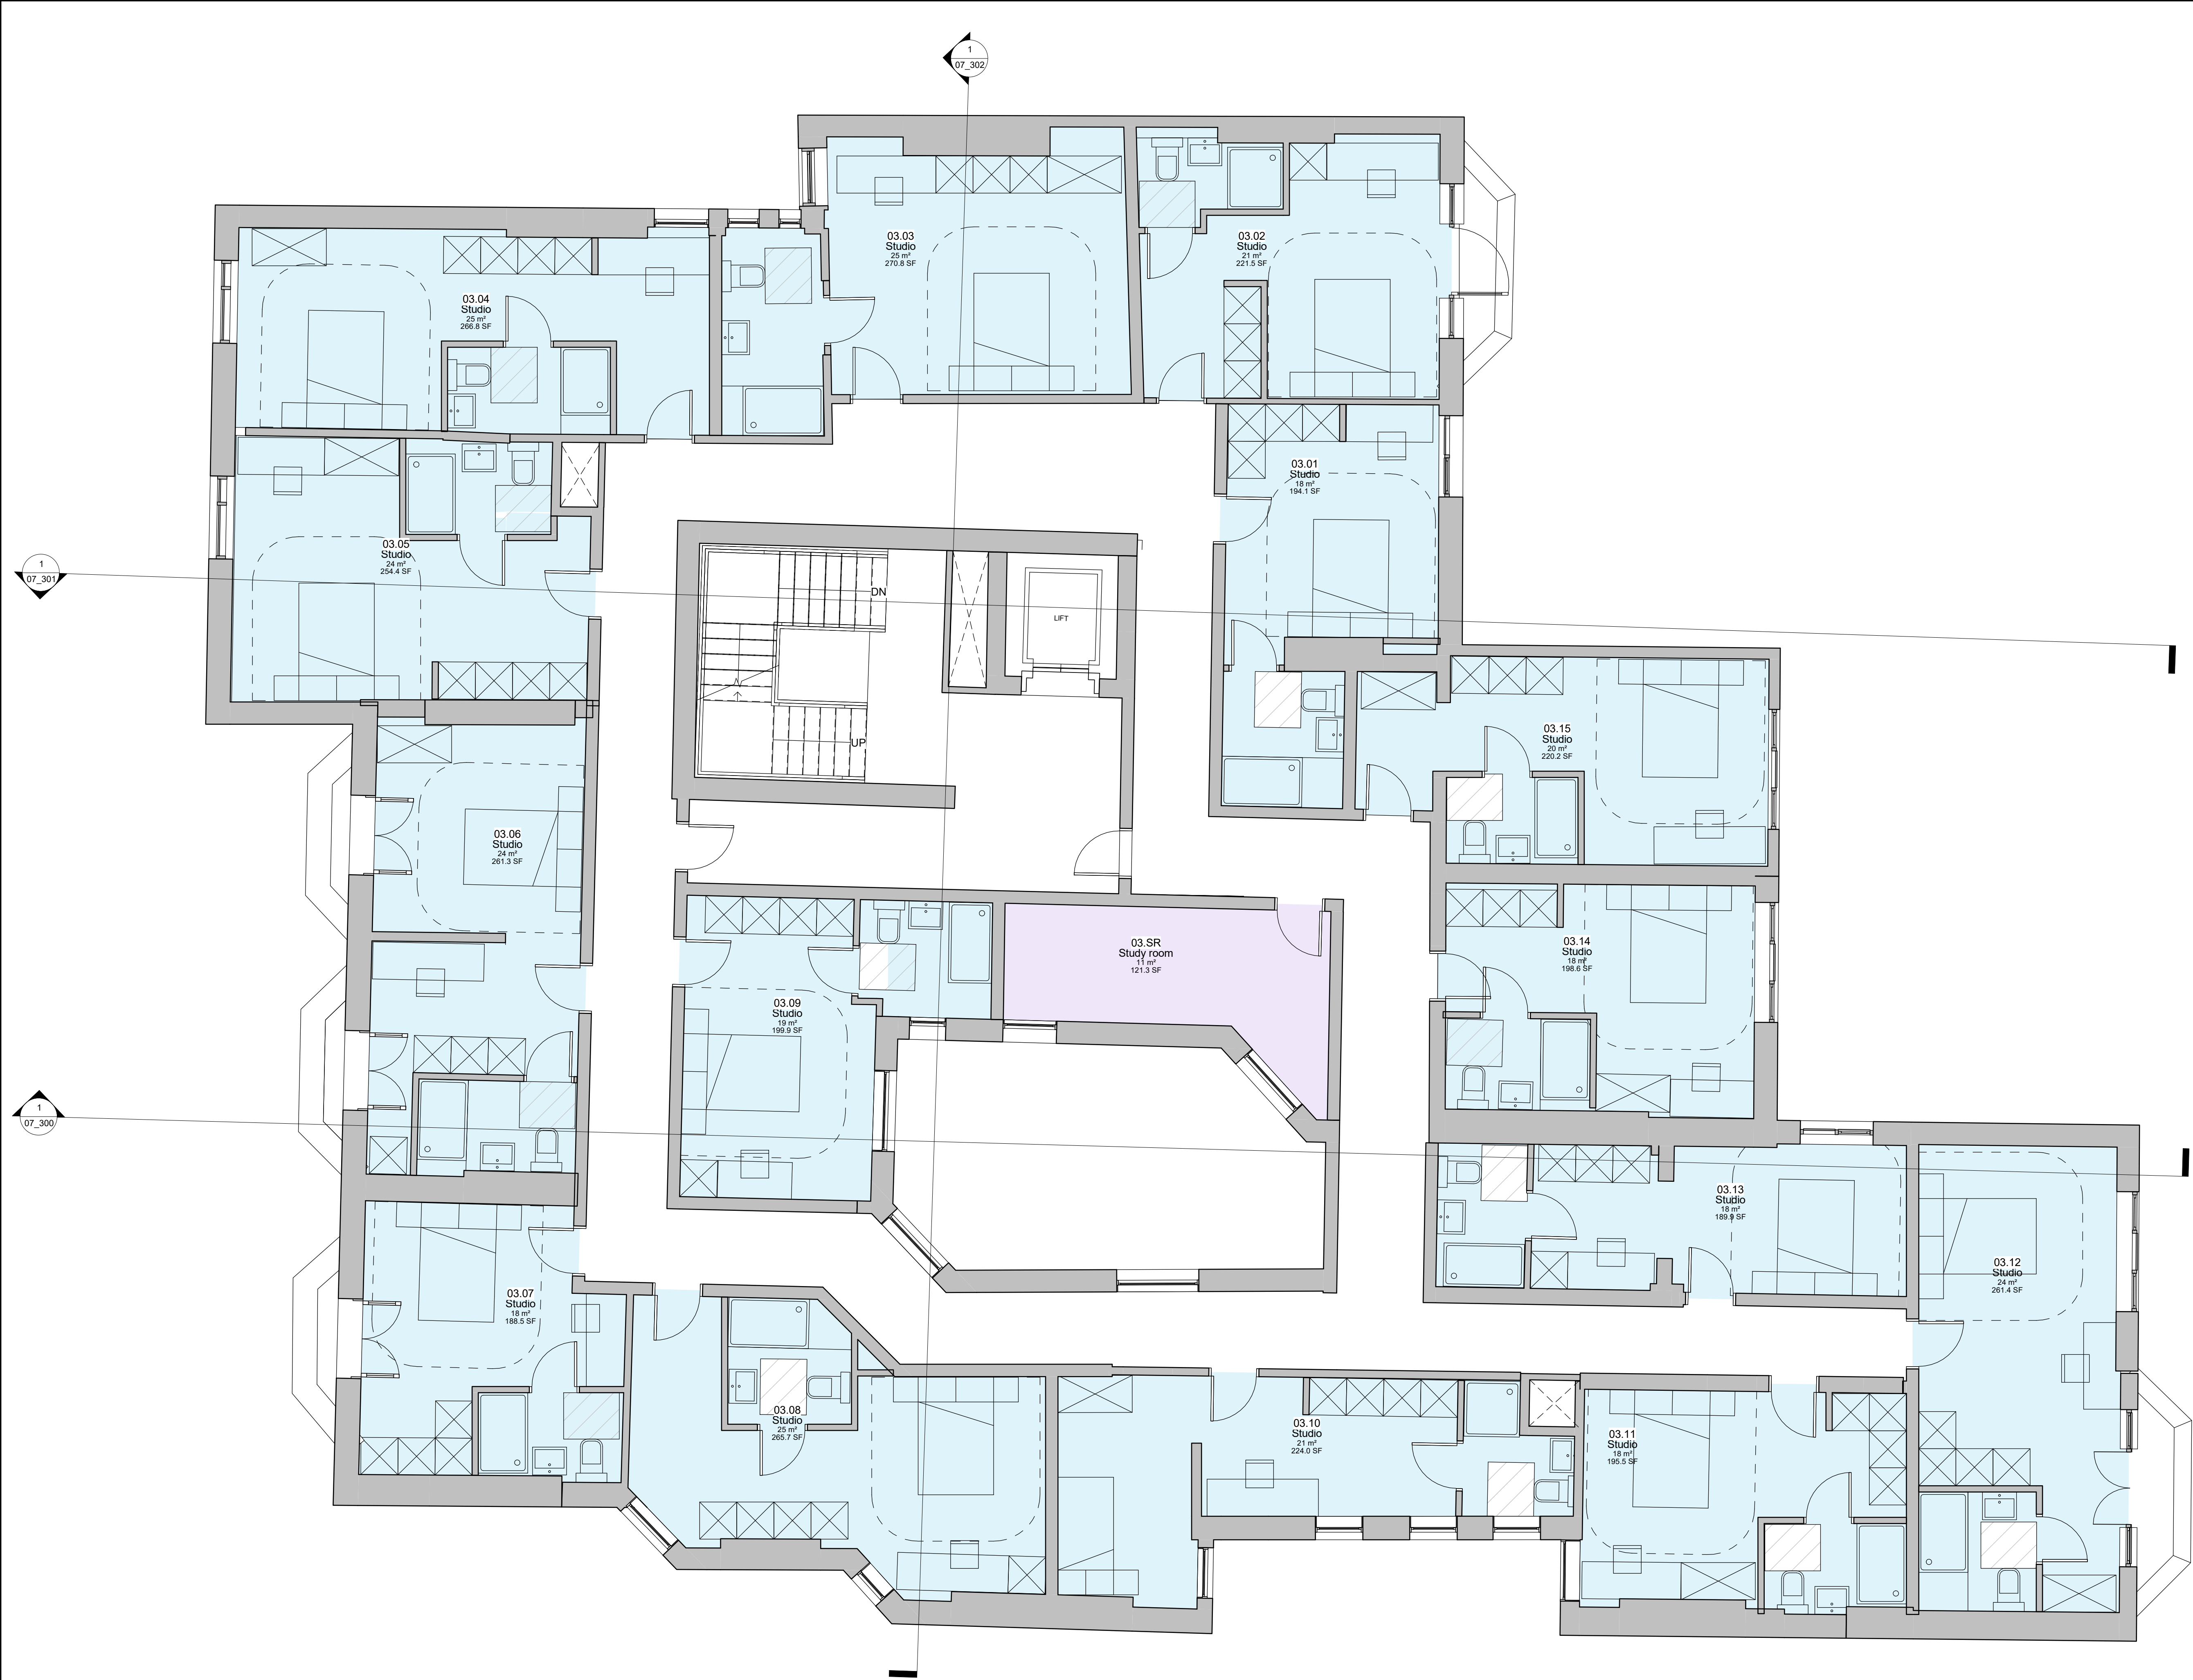 1
07_302
03.03
Studio
25 m²
270.8 SF
03.02
Studio
21 m²
221.5 SF
03.04
Studio
25 m²
266.8 SF
03.01
Studio
18 m²
194.1 SF
03.05
Studio
24 m²
254.4 SF
1
07_301
DN
LIFT
UP
03.15
Studio
20 m²
220.2 SF
03.06
Studio
24 m²
261.3 SF
03.SR
Study room
11 m²
121.3 SF
03.14
Studio
18 m²
198.6 SF
03.09
Studio
19 m²
199.9 SF
1
07_300
03.13
Studio
18 m²
189.9 SF
03.12
Studio
24 m²
261.4 SF
03.07
Studio
18 m²
188.5 SF
03.08
Studio
25 m²
265.7 SF
03.10
Studio
21 m²
224.0 SF
03.11
Studio
18 m²
195.5 SF